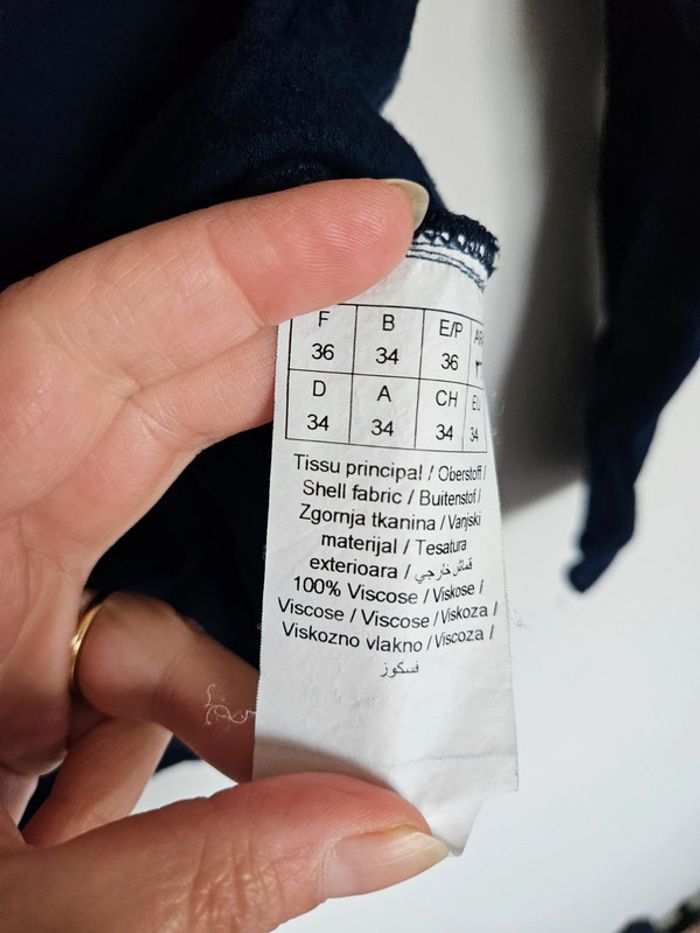 F B E/P
36 34 36
D A CH EU
34 34 34 34
Tissu principal / Oberstoff /
Shell fabric / Buitenstof /
Zgornja tkanina / Vanjski
materijal / Tesatura
exterioara / قماش خارجي
100% Viscose / Viskose /
Viscose / Viscose / Viskoza /
Viskozno vlakno / Viscoza /
فسكوز